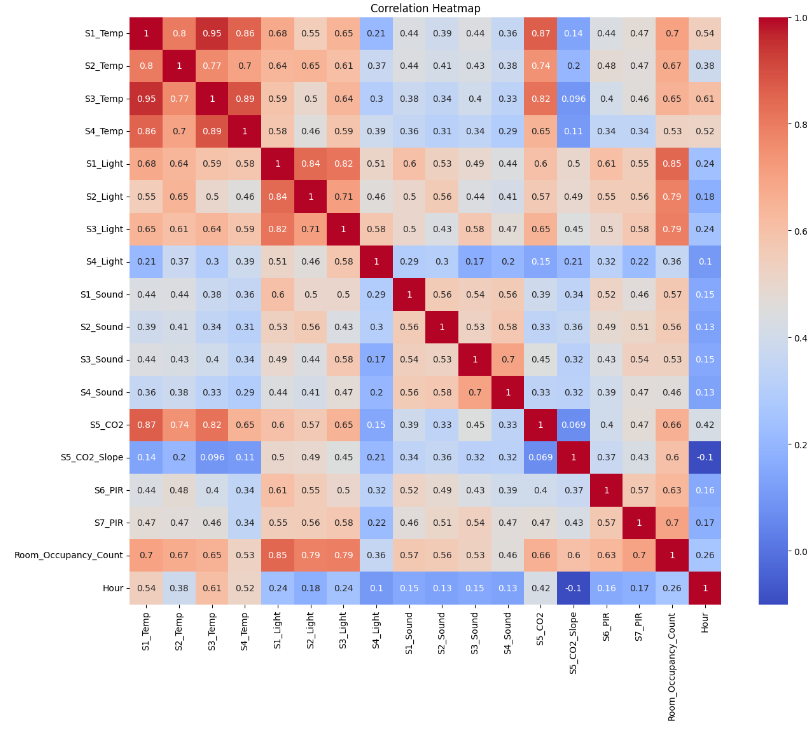 Correlation Heatmap
S1_Temp 1 0.8 0.95 0.86 0.68 0.55 0.65 0.21 0.44 0.39 0.44 0.36 0.87 0.14 0.44 0.47 0.7 0.54
S2_Temp 0.8 1 0.77 0.7 0.64 0.65 0.61 0.37 0.44 0.41 0.43 0.38 0.74 0.2 0.48 0.47 0.67 0.38
S3_Temp 0.95 0.77 1 0.89 0.59 0.5 0.64 0.3 0.38 0.34 0.4 0.33 0.82 0.096 0.4 0.46 0.65 0.61
S4_Temp 0.86 0.7 0.89 1 0.58 0.46 0.59 0.39 0.36 0.31 0.34 0.29 0.65 0.11 0.34 0.34 0.53 0.52
S1_Light 0.68 0.64 0.59 0.58 1 0.84 0.82 0.51 0.6 0.53 0.49 0.44 0.6 0.5 0.61 0.55 0.85 0.24
S2_Light 0.55 0.65 0.5 0.46 0.84 1 0.71 0.46 0.5 0.56 0.44 0.41 0.57 0.49 0.55 0.56 0.79 0.18
S3_Light 0.65 0.61 0.64 0.59 0.82 0.71 1 0.58 0.5 0.43 0.58 0.47 0.65 0.45 0.5 0.58 0.79 0.24
S4_Light 0.21 0.37 0.3 0.39 0.51 0.46 0.58 1 0.29 0.3 0.17 0.2 0.15 0.21 0.32 0.22 0.36 0.1
S1_Sound 0.44 0.44 0.38 0.36 0.6 0.5 0.5 0.29 1 0.56 0.54 0.56 0.39 0.34 0.52 0.46 0.57 0.15
S2_Sound 0.39 0.41 0.34 0.31 0.53 0.56 0.43 0.3 0.56 1 0.53 0.58 0.33 0.36 0.49 0.51 0.56 0.13
S3_Sound 0.44 0.43 0.4 0.34 0.49 0.44 0.58 0.17 0.54 0.53 1 0.7 0.45 0.32 0.43 0.54 0.53 0.15
S4_Sound 0.36 0.38 0.33 0.29 0.44 0.41 0.47 0.2 0.56 0.58 0.7 1 0.33 0.32 0.39 0.47 0.46 0.13
S5_CO2 0.87 0.74 0.82 0.65 0.6 0.57 0.65 0.15 0.39 0.33 0.45 0.33 1 0.069 0.4 0.47 0.66 0.42
S5_CO2_Slope 0.14 0.2 0.096 0.11 0.5 0.49 0.45 0.21 0.34 0.36 0.32 0.32 0.069 1 0.37 0.43 0.6 -0.1
S6_PIR 0.44 0.48 0.4 0.34 0.61 0.55 0.5 0.32 0.52 0.49 0.43 0.39 0.4 0.37 1 0.57 0.63 0.16
S7_PIR 0.47 0.47 0.46 0.34 0.55 0.56 0.58 0.22 0.46 0.51 0.54 0.47 0.47 0.43 0.57 1 0.7 0.17
Room_Occupancy_Count 0.7 0.67 0.65 0.53 0.85 0.79 0.79 0.36 0.57 0.56 0.53 0.46 0.66 0.6 0.63 0.7 1 0.26
Hour 0.54 0.38 0.61 0.52 0.24 0.18 0.24 0.1 0.15 0.13 0.15 0.13 0.42 -0.1 0.16 0.17 0.26 1
S1_Temp
S2_Temp
S3_Temp
S4_Temp
S1_Light
S2_Light
S3_Light
S4_Light
S1_Sound
S2_Sound
S3_Sound
S4_Sound
S5_CO2
S5_CO2_Slope
S6_PIR
S7_PIR
Room_Occupancy_Count
Hour
1.0
0.8
0.6
0.4
0.2
0.0